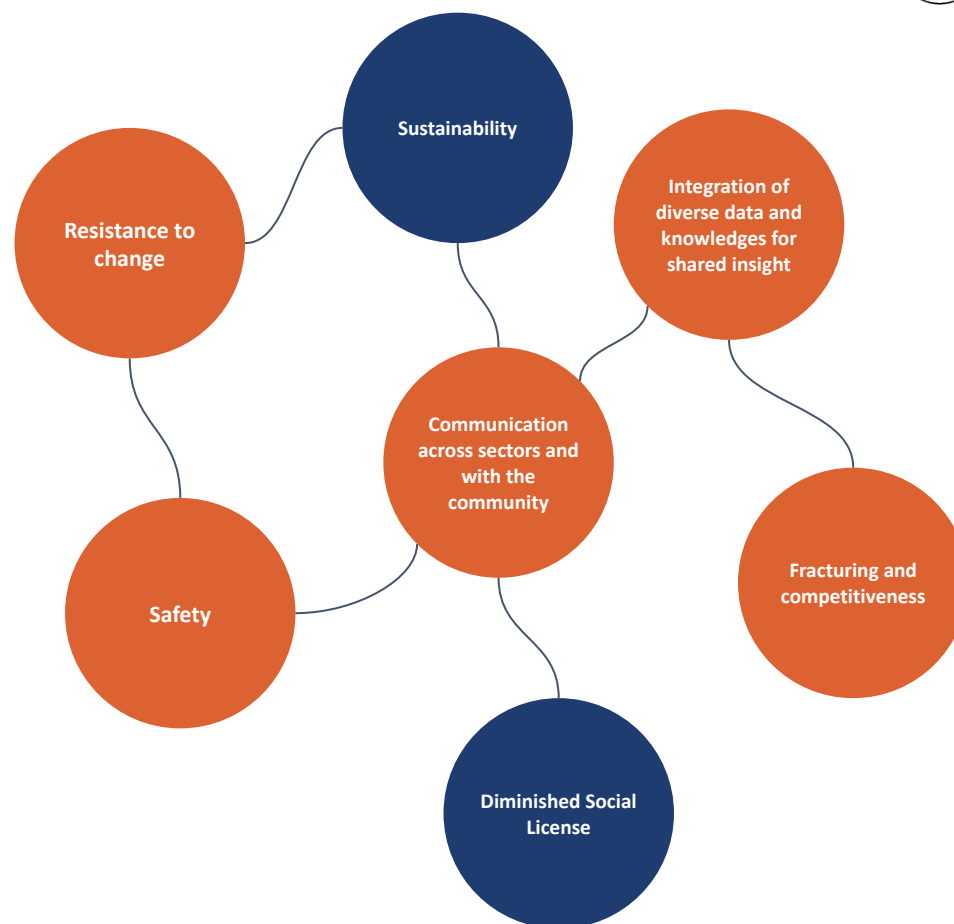 Sustainability
Integration of
diverse data and
knowledges for
shared insight
Resistance to
change
Communication
across sectors and
with the
community
Fracturing and
competitiveness
Safety
Diminished Social
License